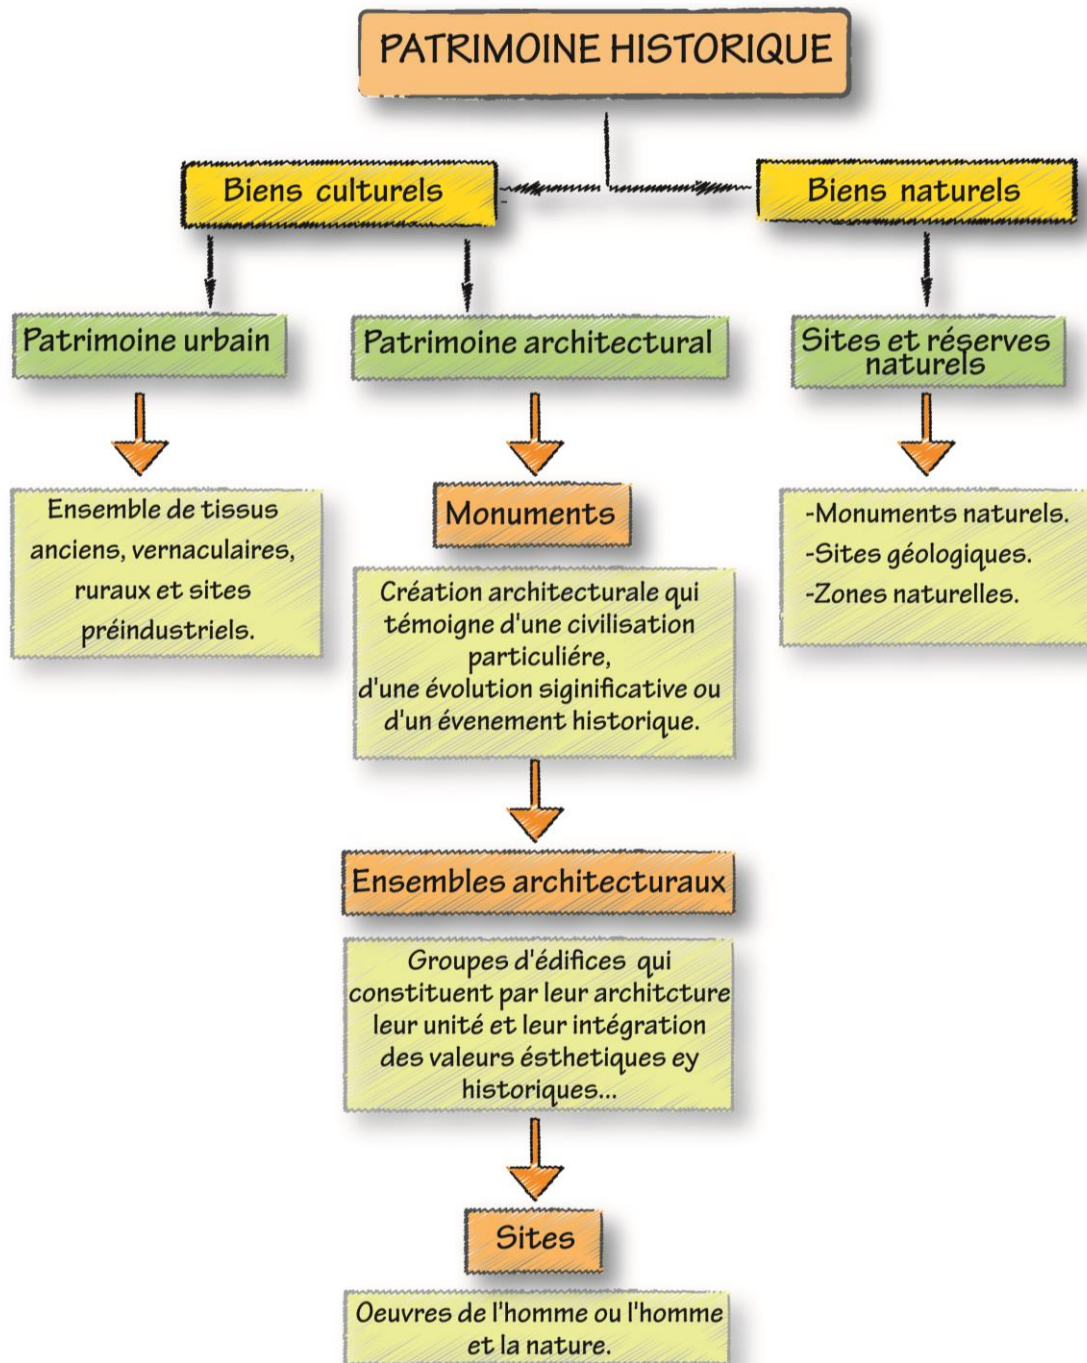 PATRIMOINE HISTORIQUE
Biens culturels
Biens naturels
Patrimoine urbain
Patrimoine architectural
Sites et réserves
naturels
Ensemble de tissus
anciens, vernaculaires,
ruraux et sites
préindustriels.
Monuments
Création architecturale qui
témoigne d'une civilisation
particuliére,
d'une évolution siginificative ou
d'un évenement historique.
-Monuments naturels.
-Sites géologiques.
-Zones naturelles.
Ensembles architecturaux
Groupes d'édifices qui
constituent par leur architcture
leur unité et leur intégration
des valeurs ésthetiques ey
historiques...
Sites
Oeuvres de l'homme ou l'homme
et la nature.